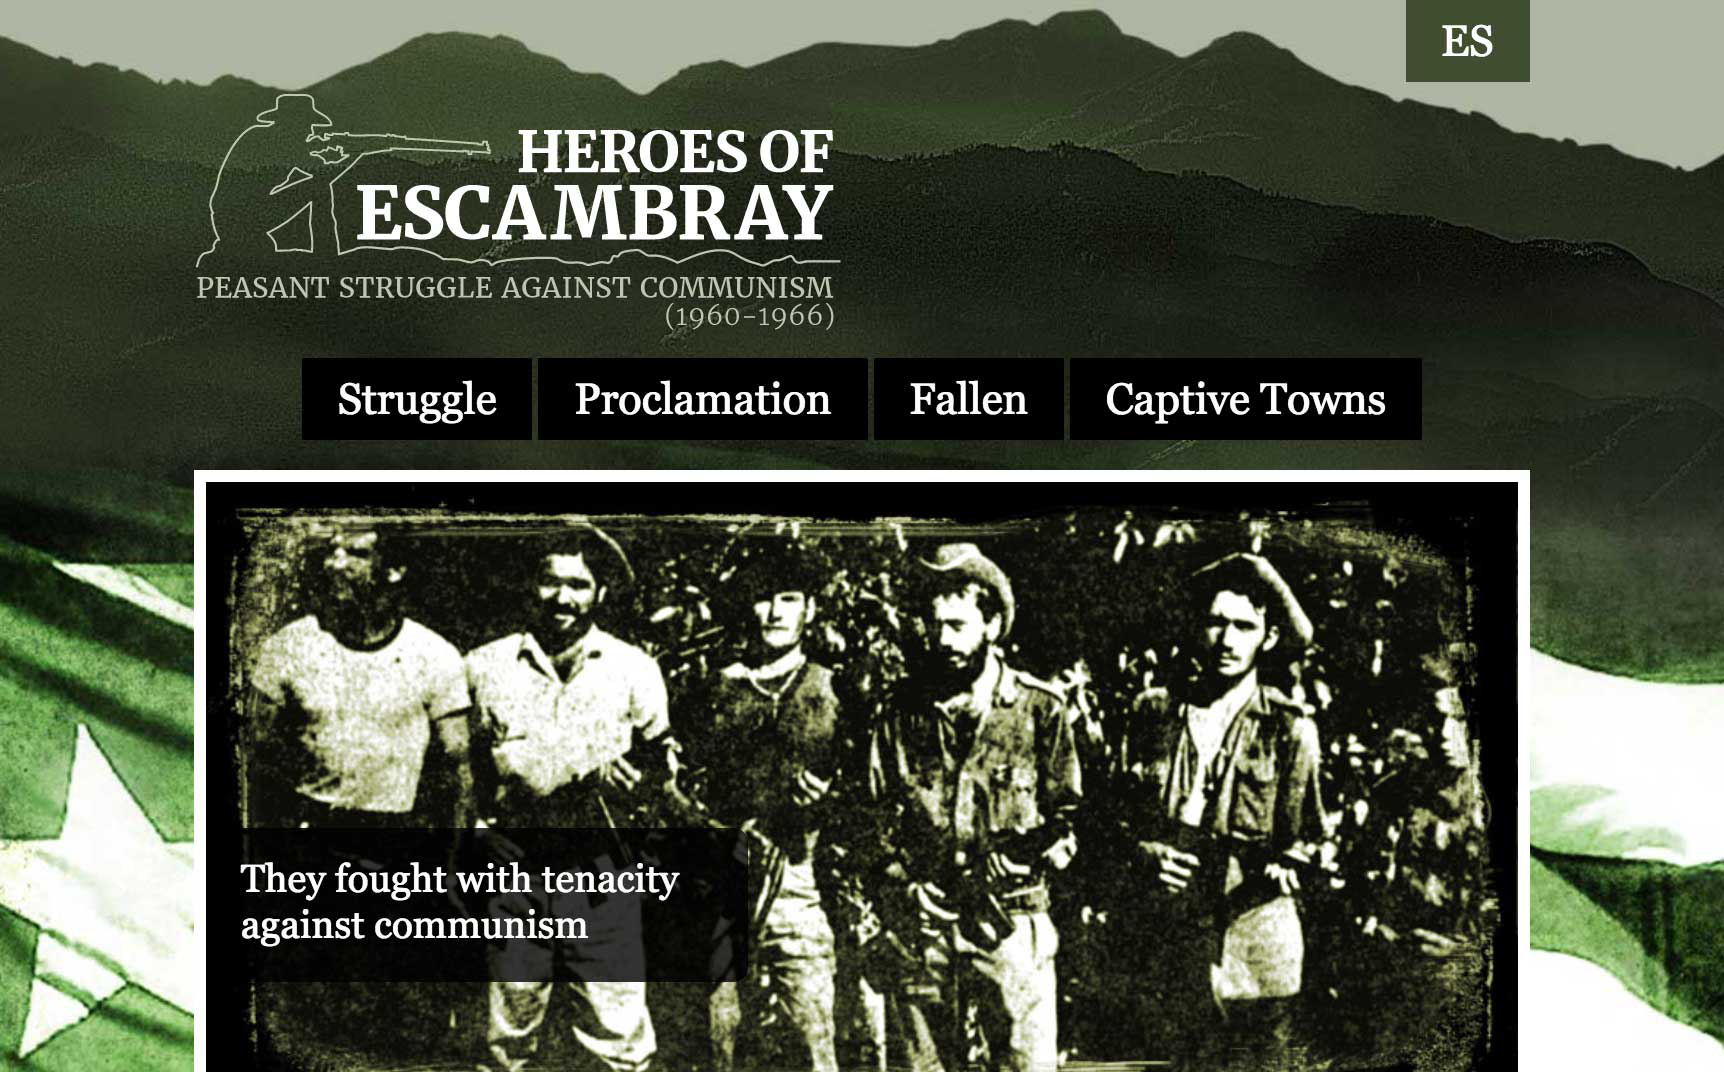 ES
HEROES OF
ESCAMBRAY
PEASANT STRUGGLE AGAINST COMMUNISM
(1960-1966)
Struggle
Proclamation
Fallen
Captive Towns
They fought with tenacity
against communism